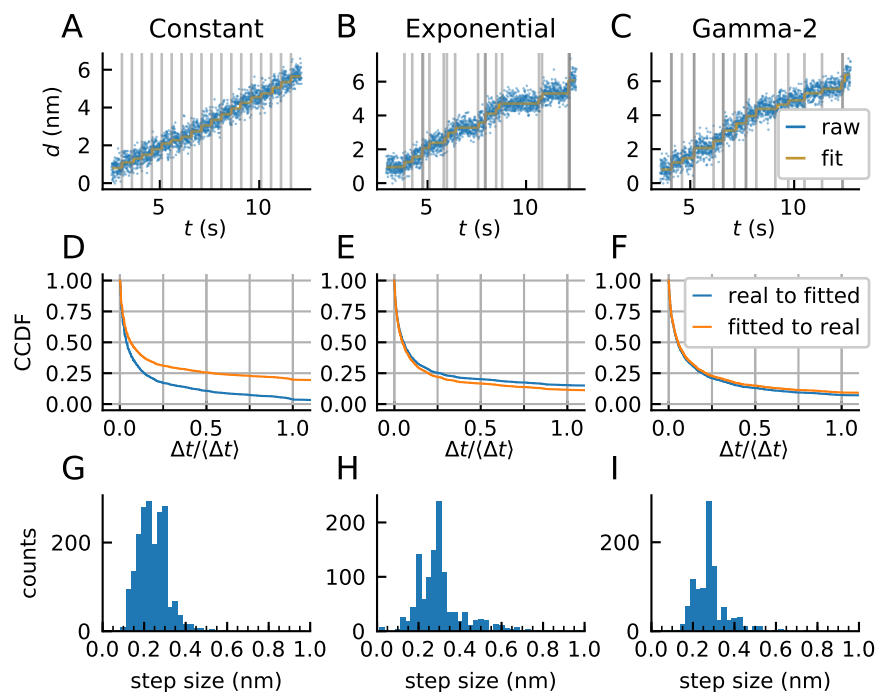 A Constant
B Exponential
C Gamma-2
d (nm)
6
4
2
0
5 10
t (s)
6
4
2
0
5 10
t (s)
6
4
2
0
5 10
t (s)
raw
fit
D
E
F
CCDF
1.00
0.75
0.50
0.25
0.00
0.0 0.5 1.0
Δt/⟨Δt⟩
1.00
0.75
0.50
0.25
0.00
0.0 0.5 1.0
Δt/⟨Δt⟩
1.00
0.75
0.50
0.25
0.00
0.0 0.5 1.0
Δt/⟨Δt⟩
real to fitted
fitted to real
G
H
I
counts
200
0
0.0 0.2 0.4 0.6 0.8 1.0
step size (nm)
200
100
0
0.0 0.2 0.4 0.6 0.8 1.0
step size (nm)
200
0
0.0 0.2 0.4 0.6 0.8 1.0
step size (nm)